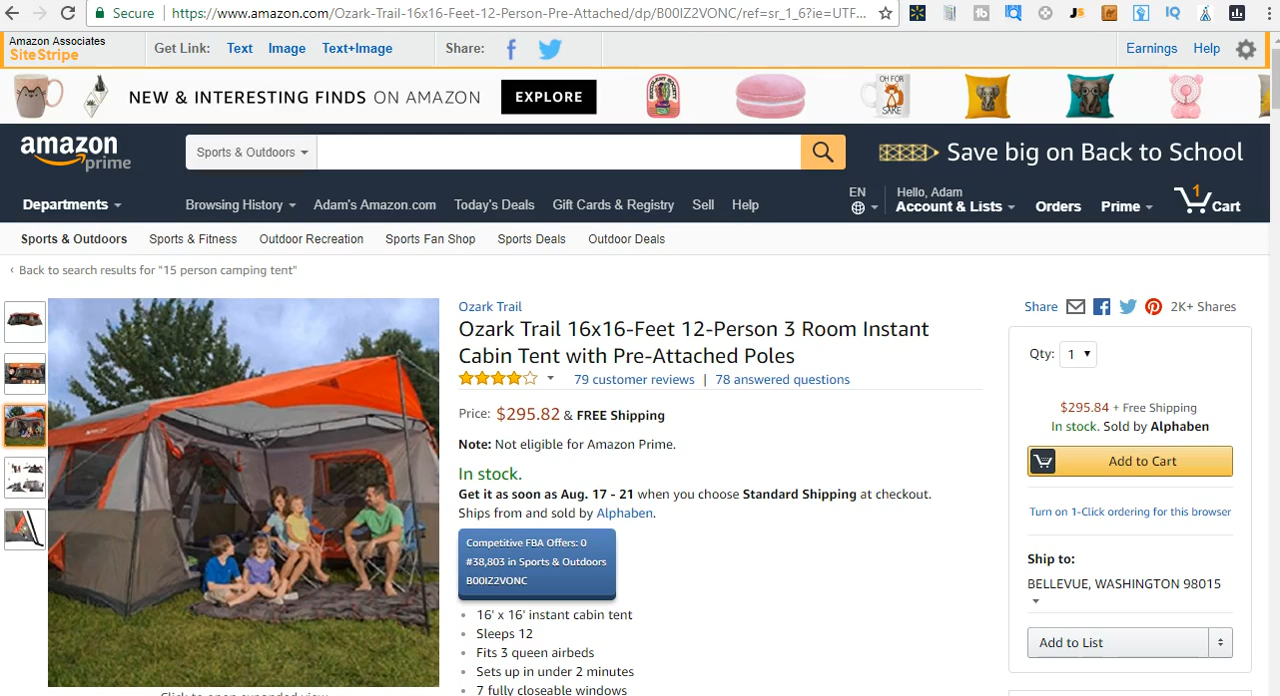 Secure
https://www.amazon.com/Ozark-Trail-16x16-Feet-12-Person-Pre-Attached/dp/B00IZ2VONC/ref=sr_1_6?ie=UTF...
Amazon Associates
SiteStripe
Get Link: Text Image Text+Image
Share:
Earnings Help
NEW & INTERESTING FINDS ON AMAZON
EXPLORE
OH FOR
SAKE
amazon
prime
Sports & Outdoors
Save big on Back to School
Departments
Browsing History
Adam's Amazon.com
Today's Deals
Gift Cards & Registry
Sell
Help
EN
Hello, Adam
Account & Lists
Orders
Prime
1
Cart
Sports & Outdoors
Sports & Fitness
Outdoor Recreation
Sports Fan Shop
Sports Deals
Outdoor Deals
‹ Back to search results for "15 person camping tent"
Ozark Trail
Ozark Trail 16x16-Feet 12-Person 3 Room Instant
Cabin Tent with Pre-Attached Poles
79 customer reviews | 78 answered questions
Price: $295.82 & FREE Shipping
Note: Not eligible for Amazon Prime.
In stock.
Get it as soon as Aug. 17 - 21 when you choose Standard Shipping at checkout.
Ships from and sold by Alphaben.
Competitive FBA Offers: 0
#38,803 in Sports & Outdoors
B00IZ2VONC
• 16' x 16' instant cabin tent
• Sleeps 12
• Fits 3 queen airbeds
• Sets up in under 2 minutes
• 7 fully closeable windows
Share
2K+ Shares
Qty: 1
$295.84 + Free Shipping
In stock. Sold by Alphaben
Add to Cart
Turn on 1-Click ordering for this browser
Ship to:
BELLEVUE, WASHINGTON 98015
Add to List